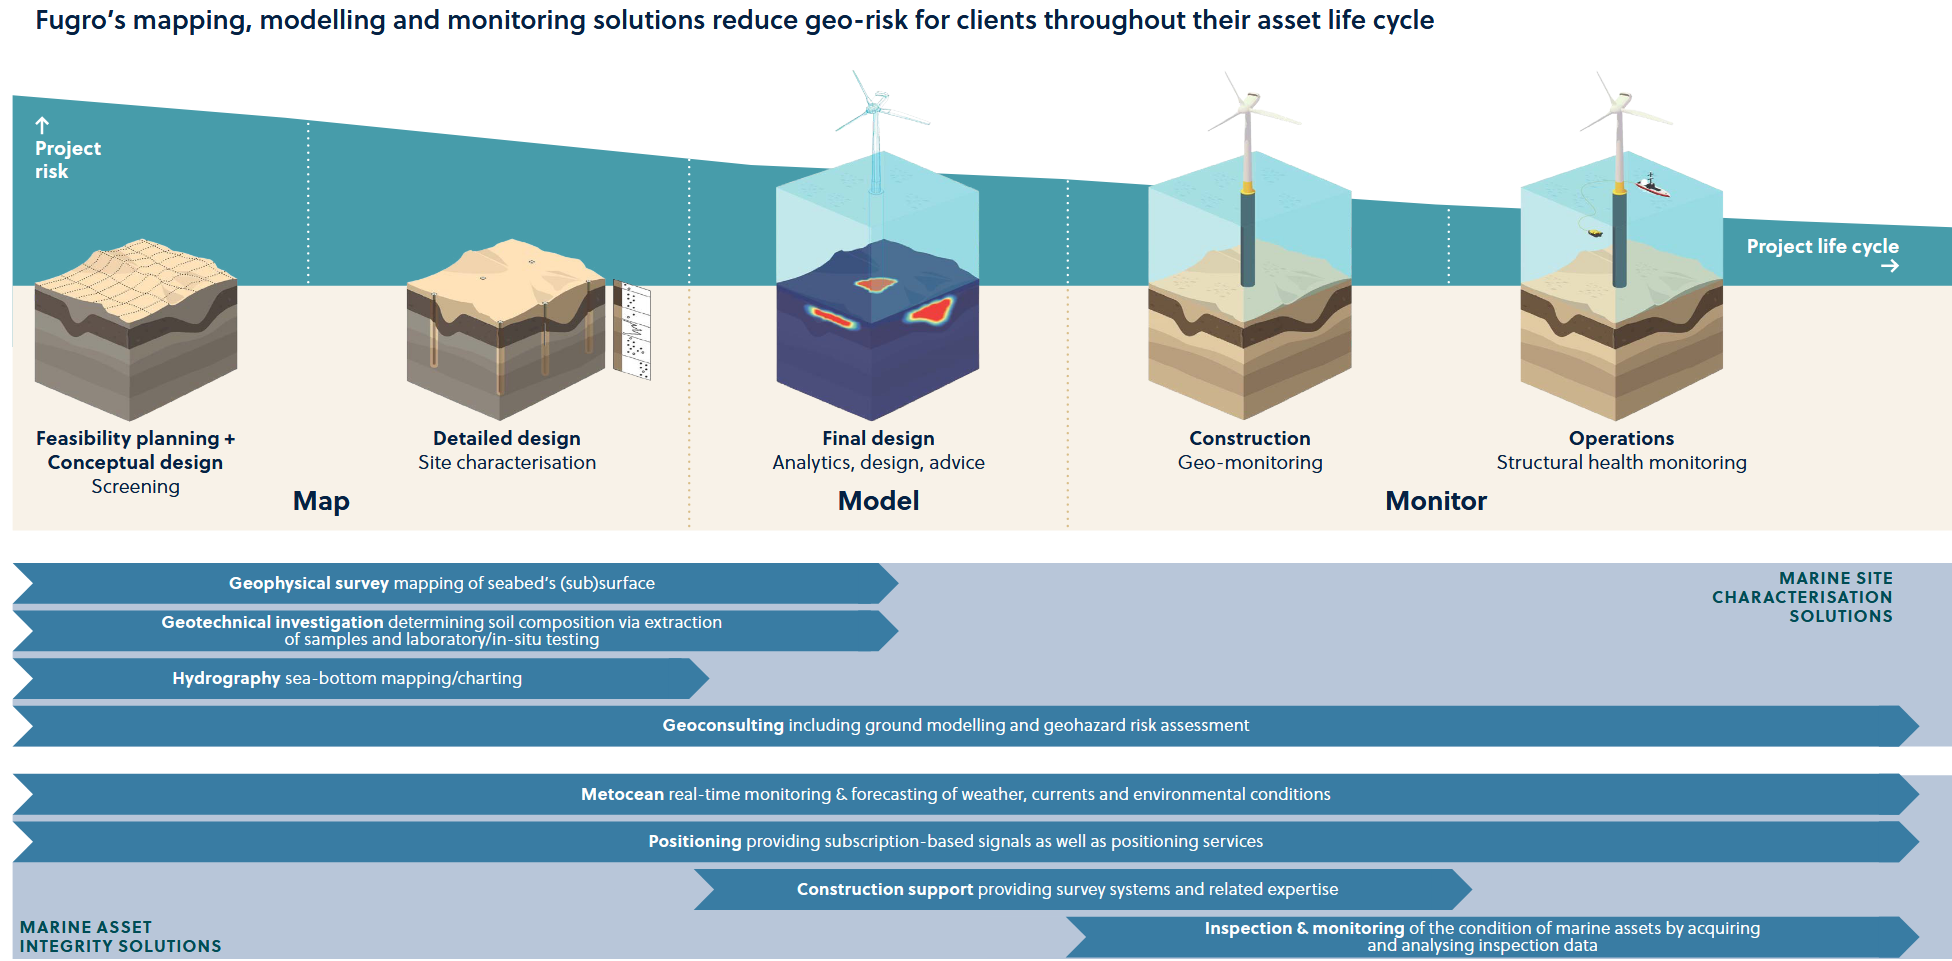 Fugro’s mapping, modelling and monitoring solutions reduce geo-risk for clients throughout their asset life cycle
↑
Project
risk
Project life cycle
→
Feasibility planning +
Conceptual design
Screening
Detailed design
Site characterisation
Final design
Analytics, design, advice
Construction
Geo-monitoring
Operations
Structural health monitoring
Map
Model
Monitor
Geophysical survey mapping of seabed’s (sub)surface
MARINE SITE
CHARACTERISATION
SOLUTIONS
Geotechnical investigation determining soil composition via extraction
of samples and laboratory/in-situ testing
Hydrography sea-bottom mapping/charting
Geoconsulting including ground modelling and geohazard risk assessment
Metocean real-time monitoring & forecasting of weather, currents and environmental conditions
Positioning providing subscription-based signals as well as positioning services
Construction support providing survey systems and related expertise
MARINE ASSET
INTEGRITY SOLUTIONS
Inspection & monitoring of the condition of marine assets by acquiring
and analysing inspection data